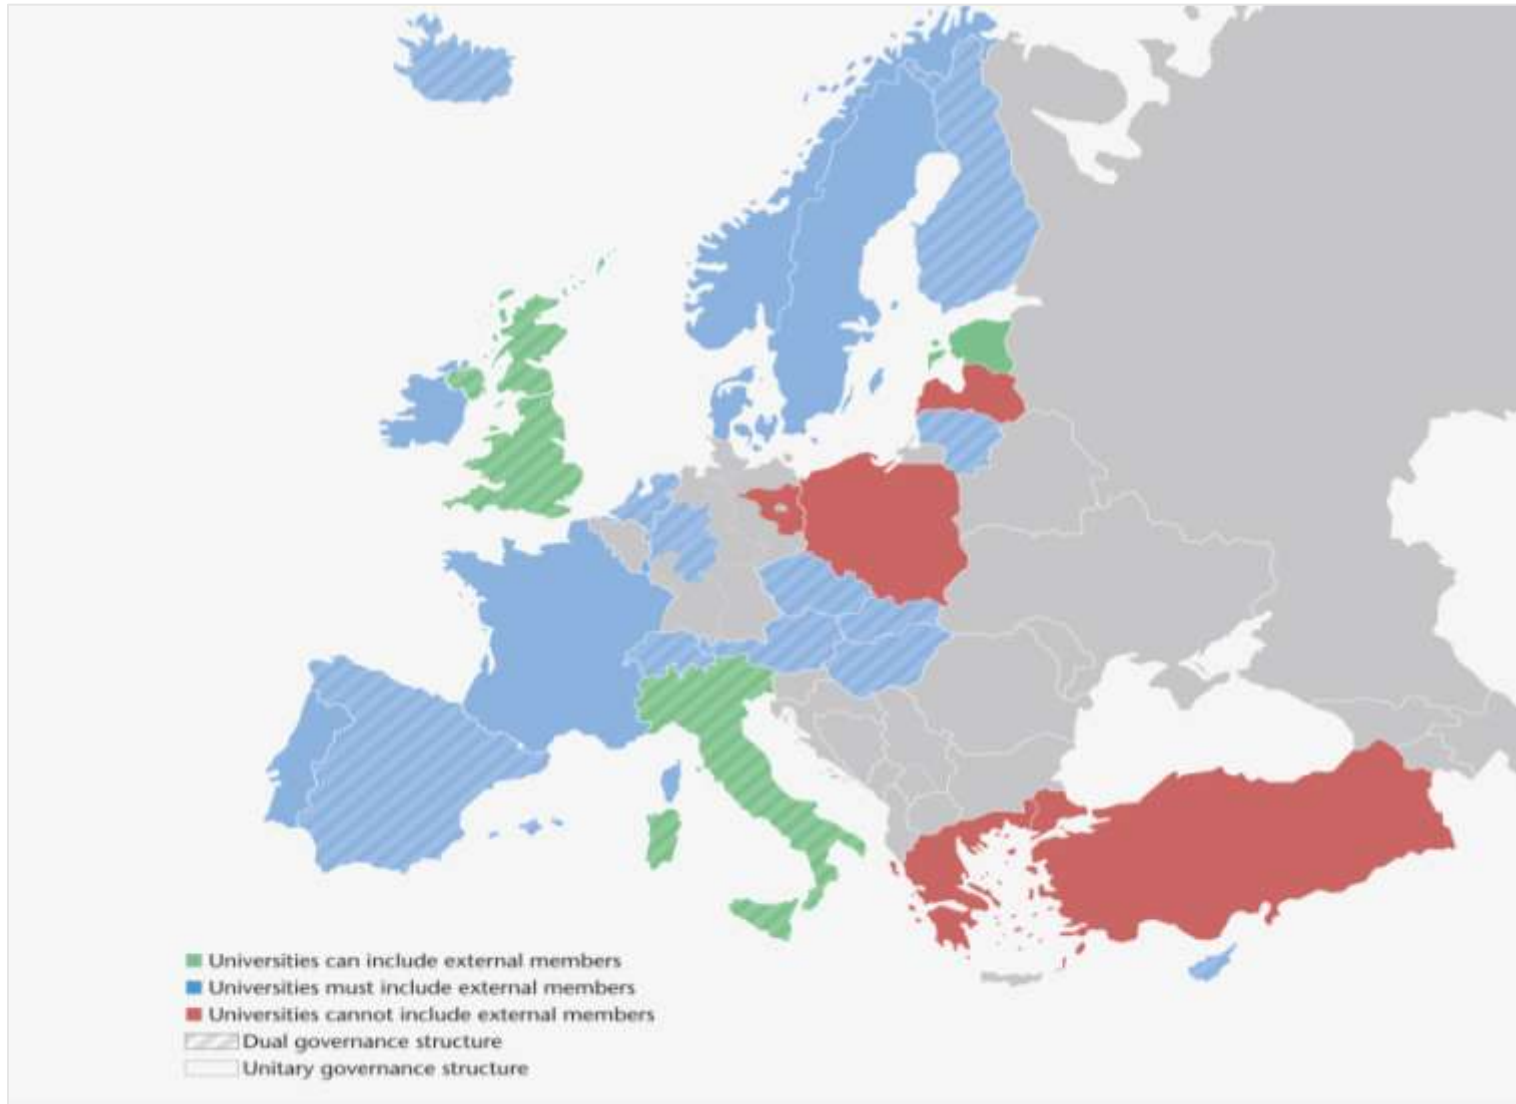 Universities can include external members
Universities must include external members
Universities cannot include external members
Dual governance structure
Unitary governance structure